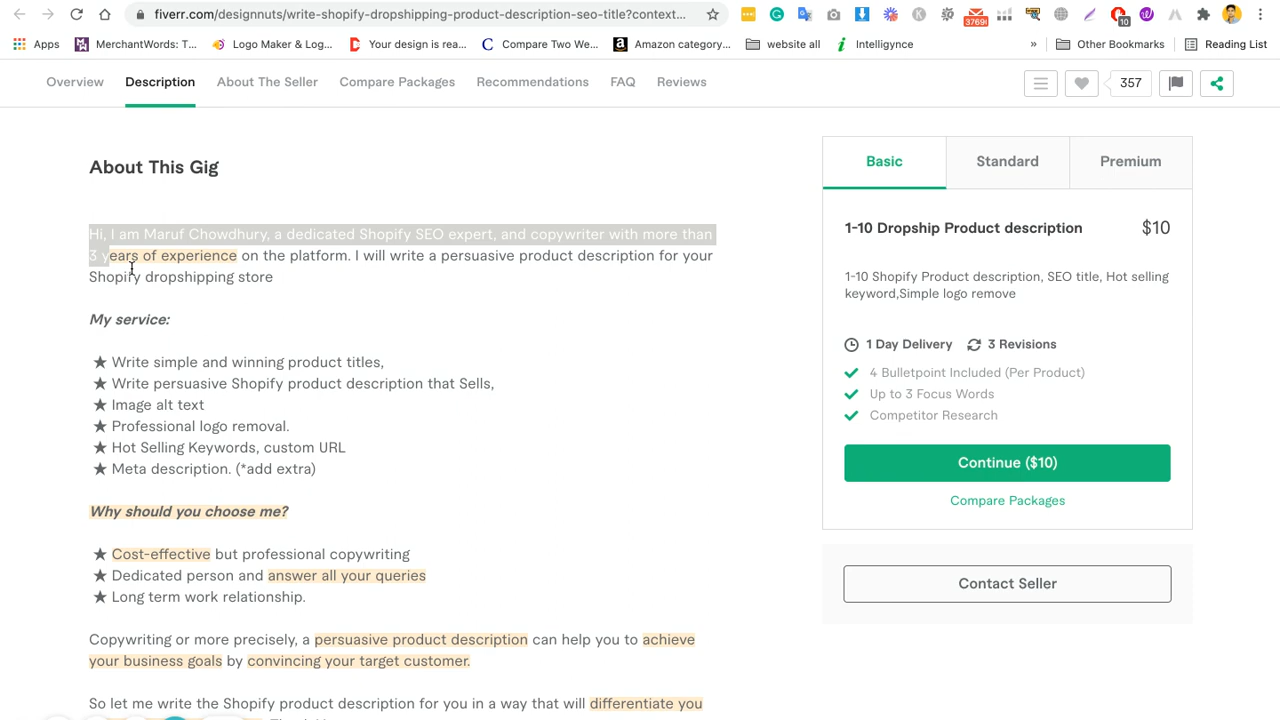 fiverr.com/designnuts/write-shopify-dropshipping-product-description-seo-title?context...
37691
10
Apps
MerchantWords: T...
Logo Maker & Log...
Your design is rea...
Compare Two We...
Amazon category...
website all
Intelligynce
»
Other Bookmarks
Reading List
Overview
Description
About The Seller
Compare Packages
Recommendations
FAQ
Reviews
357
About This Gig
Hi, I am Maruf Chowdhury, a dedicated Shopify SEO expert, and copywriter with more than
3 years of experience on the platform. I will write a persuasive product description for your
Shopify dropshipping store
My service:
★ Write simple and winning product titles,
★ Write persuasive Shopify product description that Sells,
★ Image alt text
★ Professional logo removal.
★ Hot Selling Keywords, custom URL
★ Meta description. (*add extra)
Why should you choose me?
★ Cost-effective but professional copywriting
★ Dedicated person and answer all your queries
★ Long term work relationship.
Copywriting or more precisely, a persuasive product description can help you to achieve
your business goals by convincing your target customer.
So let me write the Shopify product description for you in a way that will differentiate you
Basic
Standard
Premium
1-10 Dropship Product description
$10
1-10 Shopify Product description, SEO title, Hot selling
keyword,Simple logo remove
1 Day Delivery
3 Revisions
4 Bulletpoint Included (Per Product)
Up to 3 Focus Words
Competitor Research
Continue ($10)
Compare Packages
Contact Seller